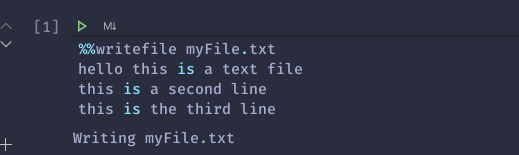 [1] M↓
%%writefile myFile.txt
hello this is a text file
this is a second line
this is the third line
Writing myFile.txt